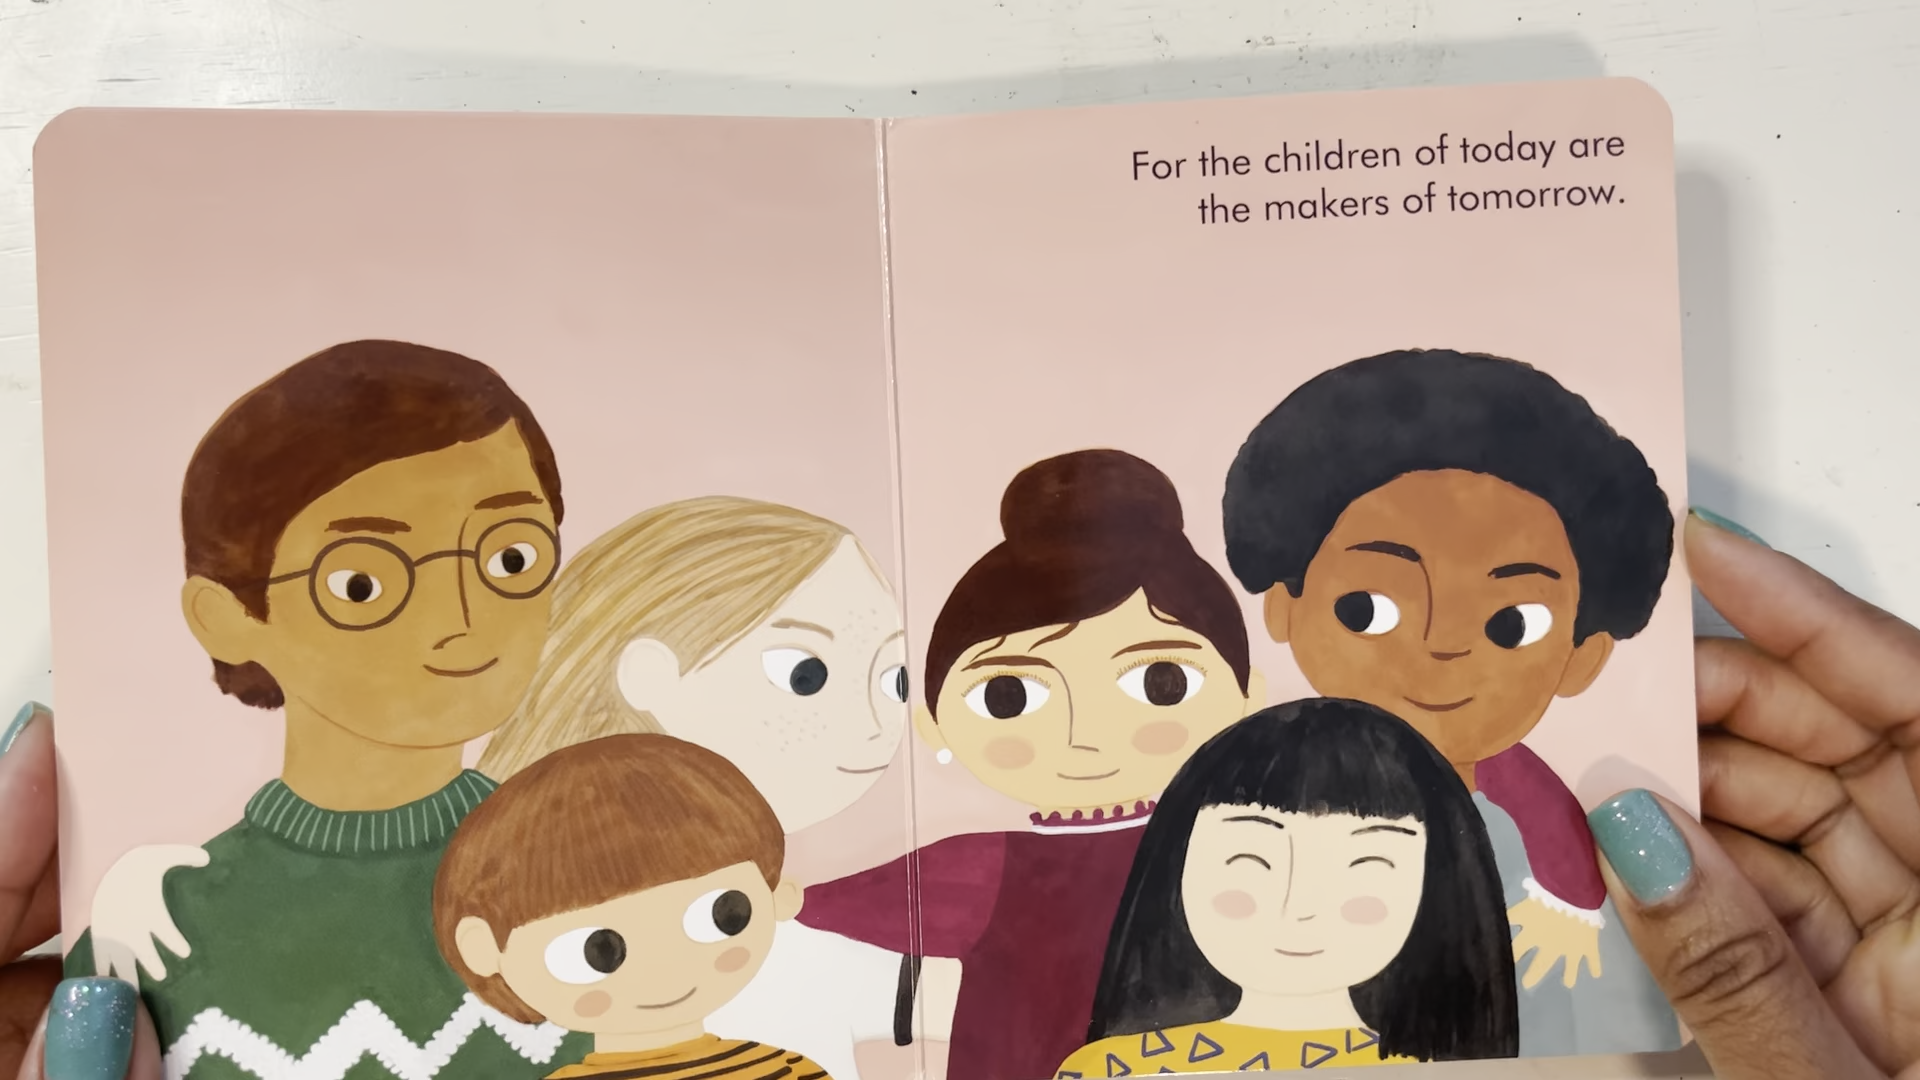 For the children of today are
the makers of tomorrow.